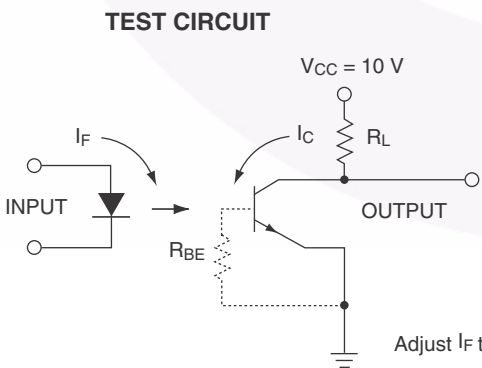 TEST CIRCUIT
VCC = 10 V
IF
IC
RL
INPUT
OUTPUT
RBE
Adjust IF t